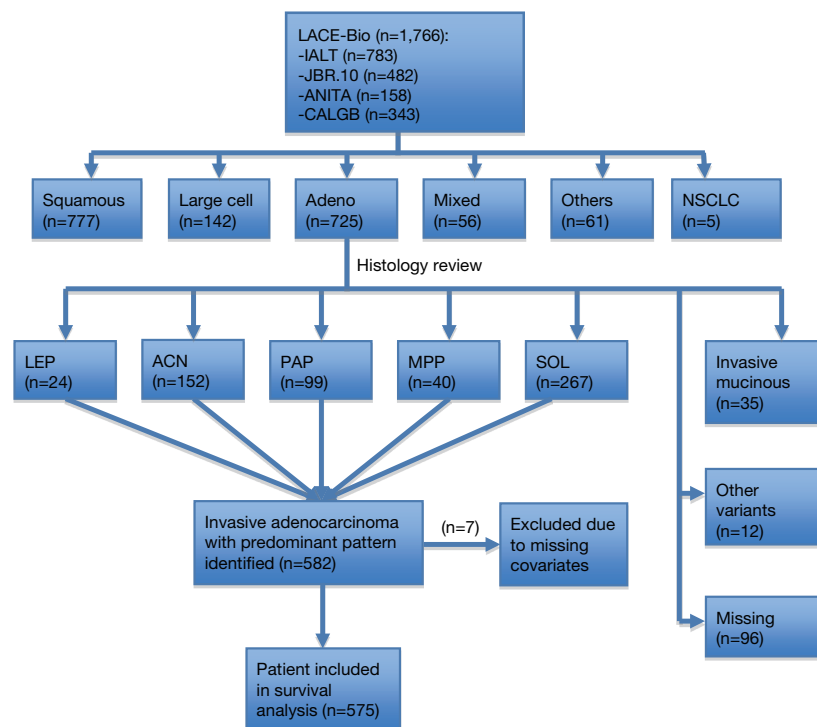 LACE-Bio (n=1,766):
-IALT (n=783)
-JBR.10 (n=482)
-ANITA (n=158)
-CALGB (n=343)
Squamous
(n=777)
Large cell
(n=142)
Adeno
(n=725)
Mixed
(n=56)
Others
(n=61)
NSCLC
(n=5)
Histology review
LEP
(n=24)
ACN
(n=152)
PAP
(n=99)
MPP
(n=40)
SOL
(n=267)
Invasive
mucinous
(n=35)
Other
variants
(n=12)
Missing
(n=96)
Invasive adenocarcinoma
with predominant pattern
identified (n=582)
(n=7)
Excluded due
to missing
covariates
Patient included
in survival
analysis (n=575)